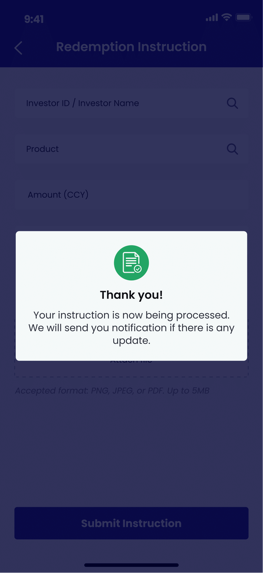 9:41
Redemption Instruction
Investor ID / Investor Name
Product
Amount (CCY)
Thank you!
Your instruction is now being processed.
We will send you notification if there is any
update.
Accepted format: PNG, JPEG, or PDF. Up to 5MB
Submit Instruction